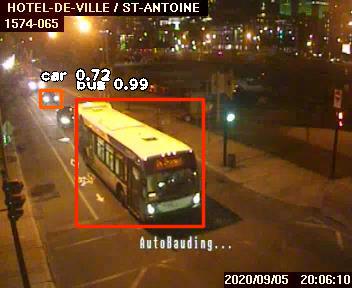 HOTEL-DE-VILLE / ST-ANTOINE
1574-065
car 0.72
bus 0.99
AutoBauding...
2020/09/05 20:06:10